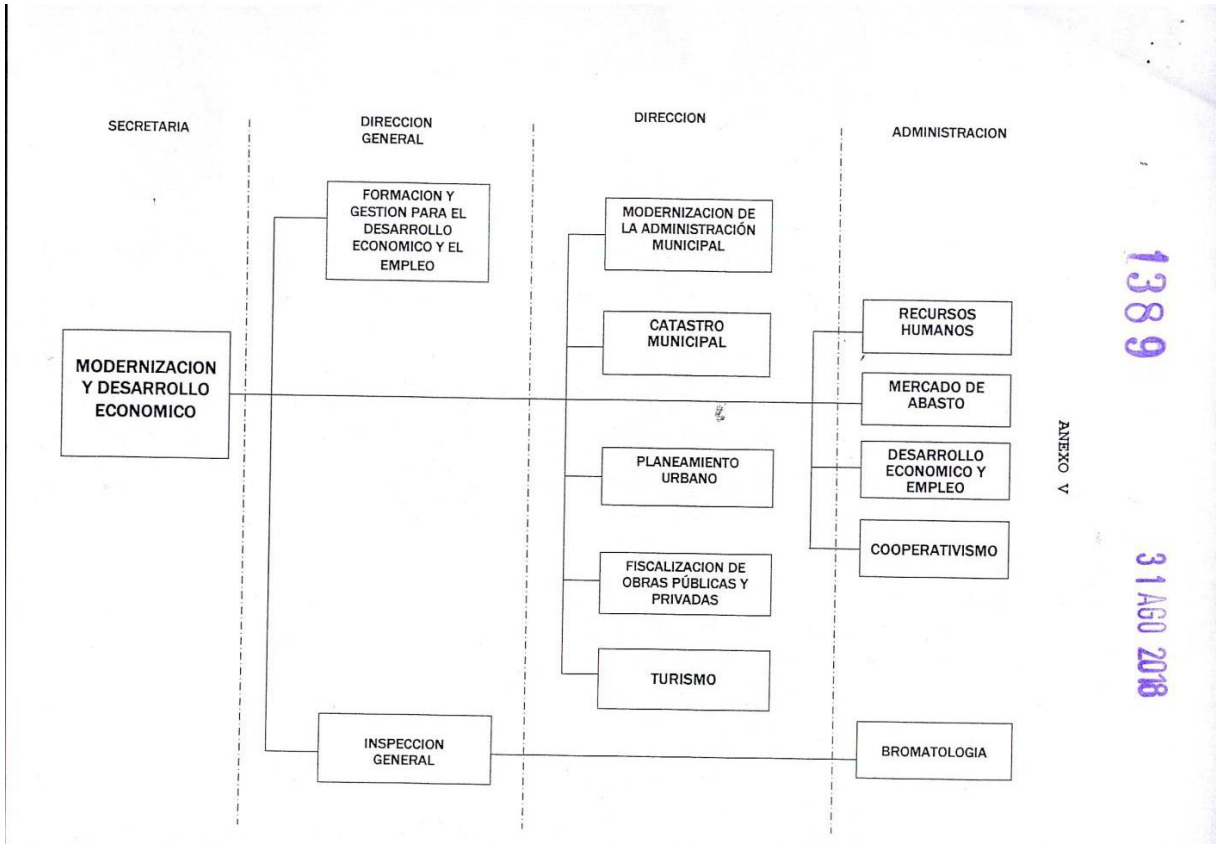 SECRETARIA
DIRECCION
GENERAL
DIRECCION
ADMINISTRACION
FORMACION Y
GESTION PARA EL
DESARROLLO
ECONOMICO Y EL
EMPLEO
MODERNIZACION DE
LA ADMINISTRACIÓN
MUNICIPAL
CATASTRO
MUNICIPAL
RECURSOS
HUMANOS
MODERNIZACION
Y DESARROLLO
ECONOMICO
MERCADO DE
ABASTO
PLANEAMIENTO
URBANO
DESARROLLO
ECONOMICO Y
EMPLEO
COOPERATIVISMO
FISCALIZACION DE
OBRAS PÚBLICAS Y
PRIVADAS
TURISMO
INSPECCION
GENERAL
BROMATOLOGIA
1389
ANEXO V
31 AGO 2018